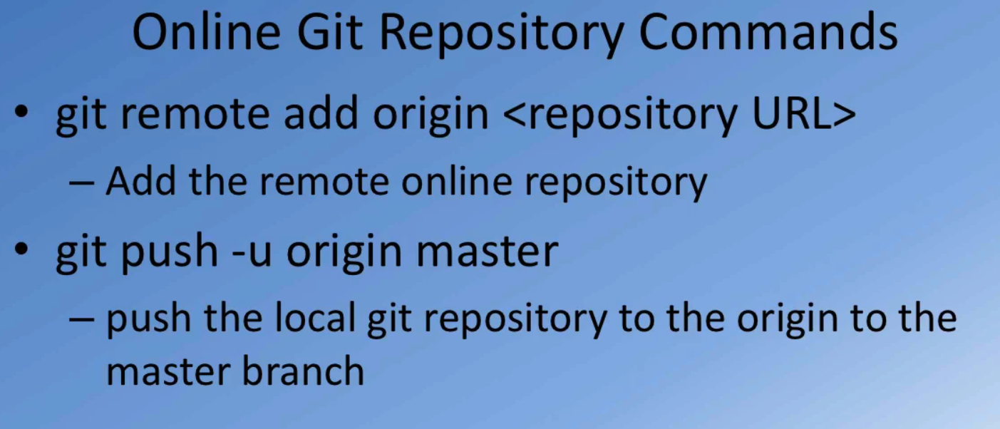 Online Git Repository Commands
• git remote add origin <repository URL>
– Add the remote online repository
• git push -u origin master
– push the local git repository to the origin to the
master branch